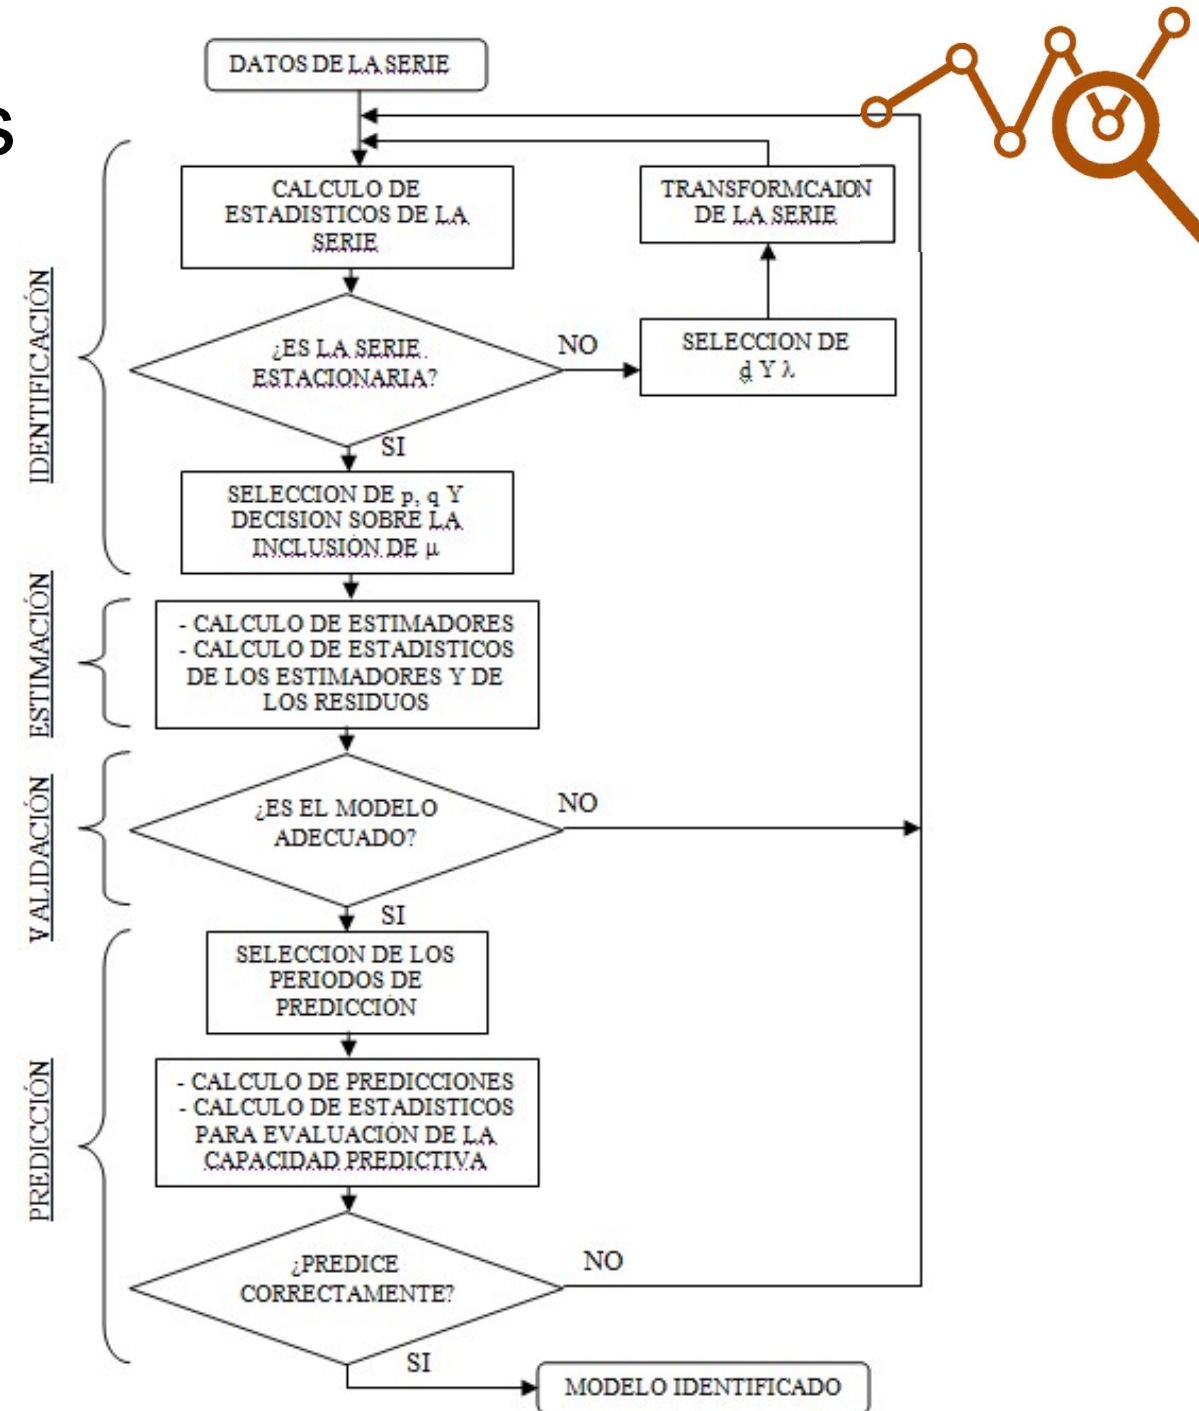 S
DATOS DE LA SERIE
IDENTIFICACIÓN
CALCULO DE
ESTADISTICOS DE LA
SERIE
TRANSFORMCAION
DE LA SERIE
¿ES LA SERIE
ESTACIONARIA?
NO
SELECCION DE
d Y λ
SI
SELECCION DE p, q Y
DECISION SOBRE LA
INCLUSIÓN DE μ
ESTIMACIÓN
- CALCULO DE ESTIMADORES
- CALCULO DE ESTADISTICOS
DE LOS ESTIMADORES Y DE
LOS RESIDUOS
VALIDACIÓN
¿ES EL MODELO
ADECUADO?
NO
SI
PREDICCIÓN
SELECCION DE LOS
PERIODOS DE
PREDICCIÓN
- CALCULO DE PREDICCIONES
- CALCULO DE ESTADISTICOS
PARA EVALUACIÓN DE LA
CAPACIDAD PREDICTIVA
¿PREDICE
CORRECTAMENTE?
NO
SI
MODELO IDENTIFICADO